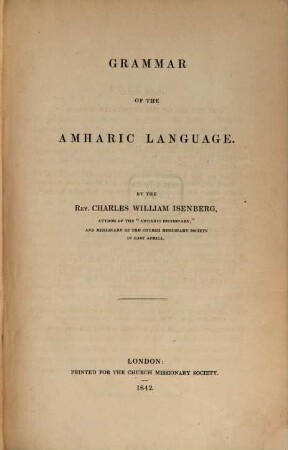 GRAMMAR
OF THE
AMHARIC LANGUAGE.
BY THE
REV. CHARLES WILLIAM ISENBERG,
AUTHOR OF THE "AMHARIC DICTIONARY,"
AND MISSIONARY OF THE CHURCH MISSIONARY SOCIETY
IN EAST AFRICA.
LONDON:
PRINTED FOR THE CHURCH MISSIONARY SOCIETY.
1842.